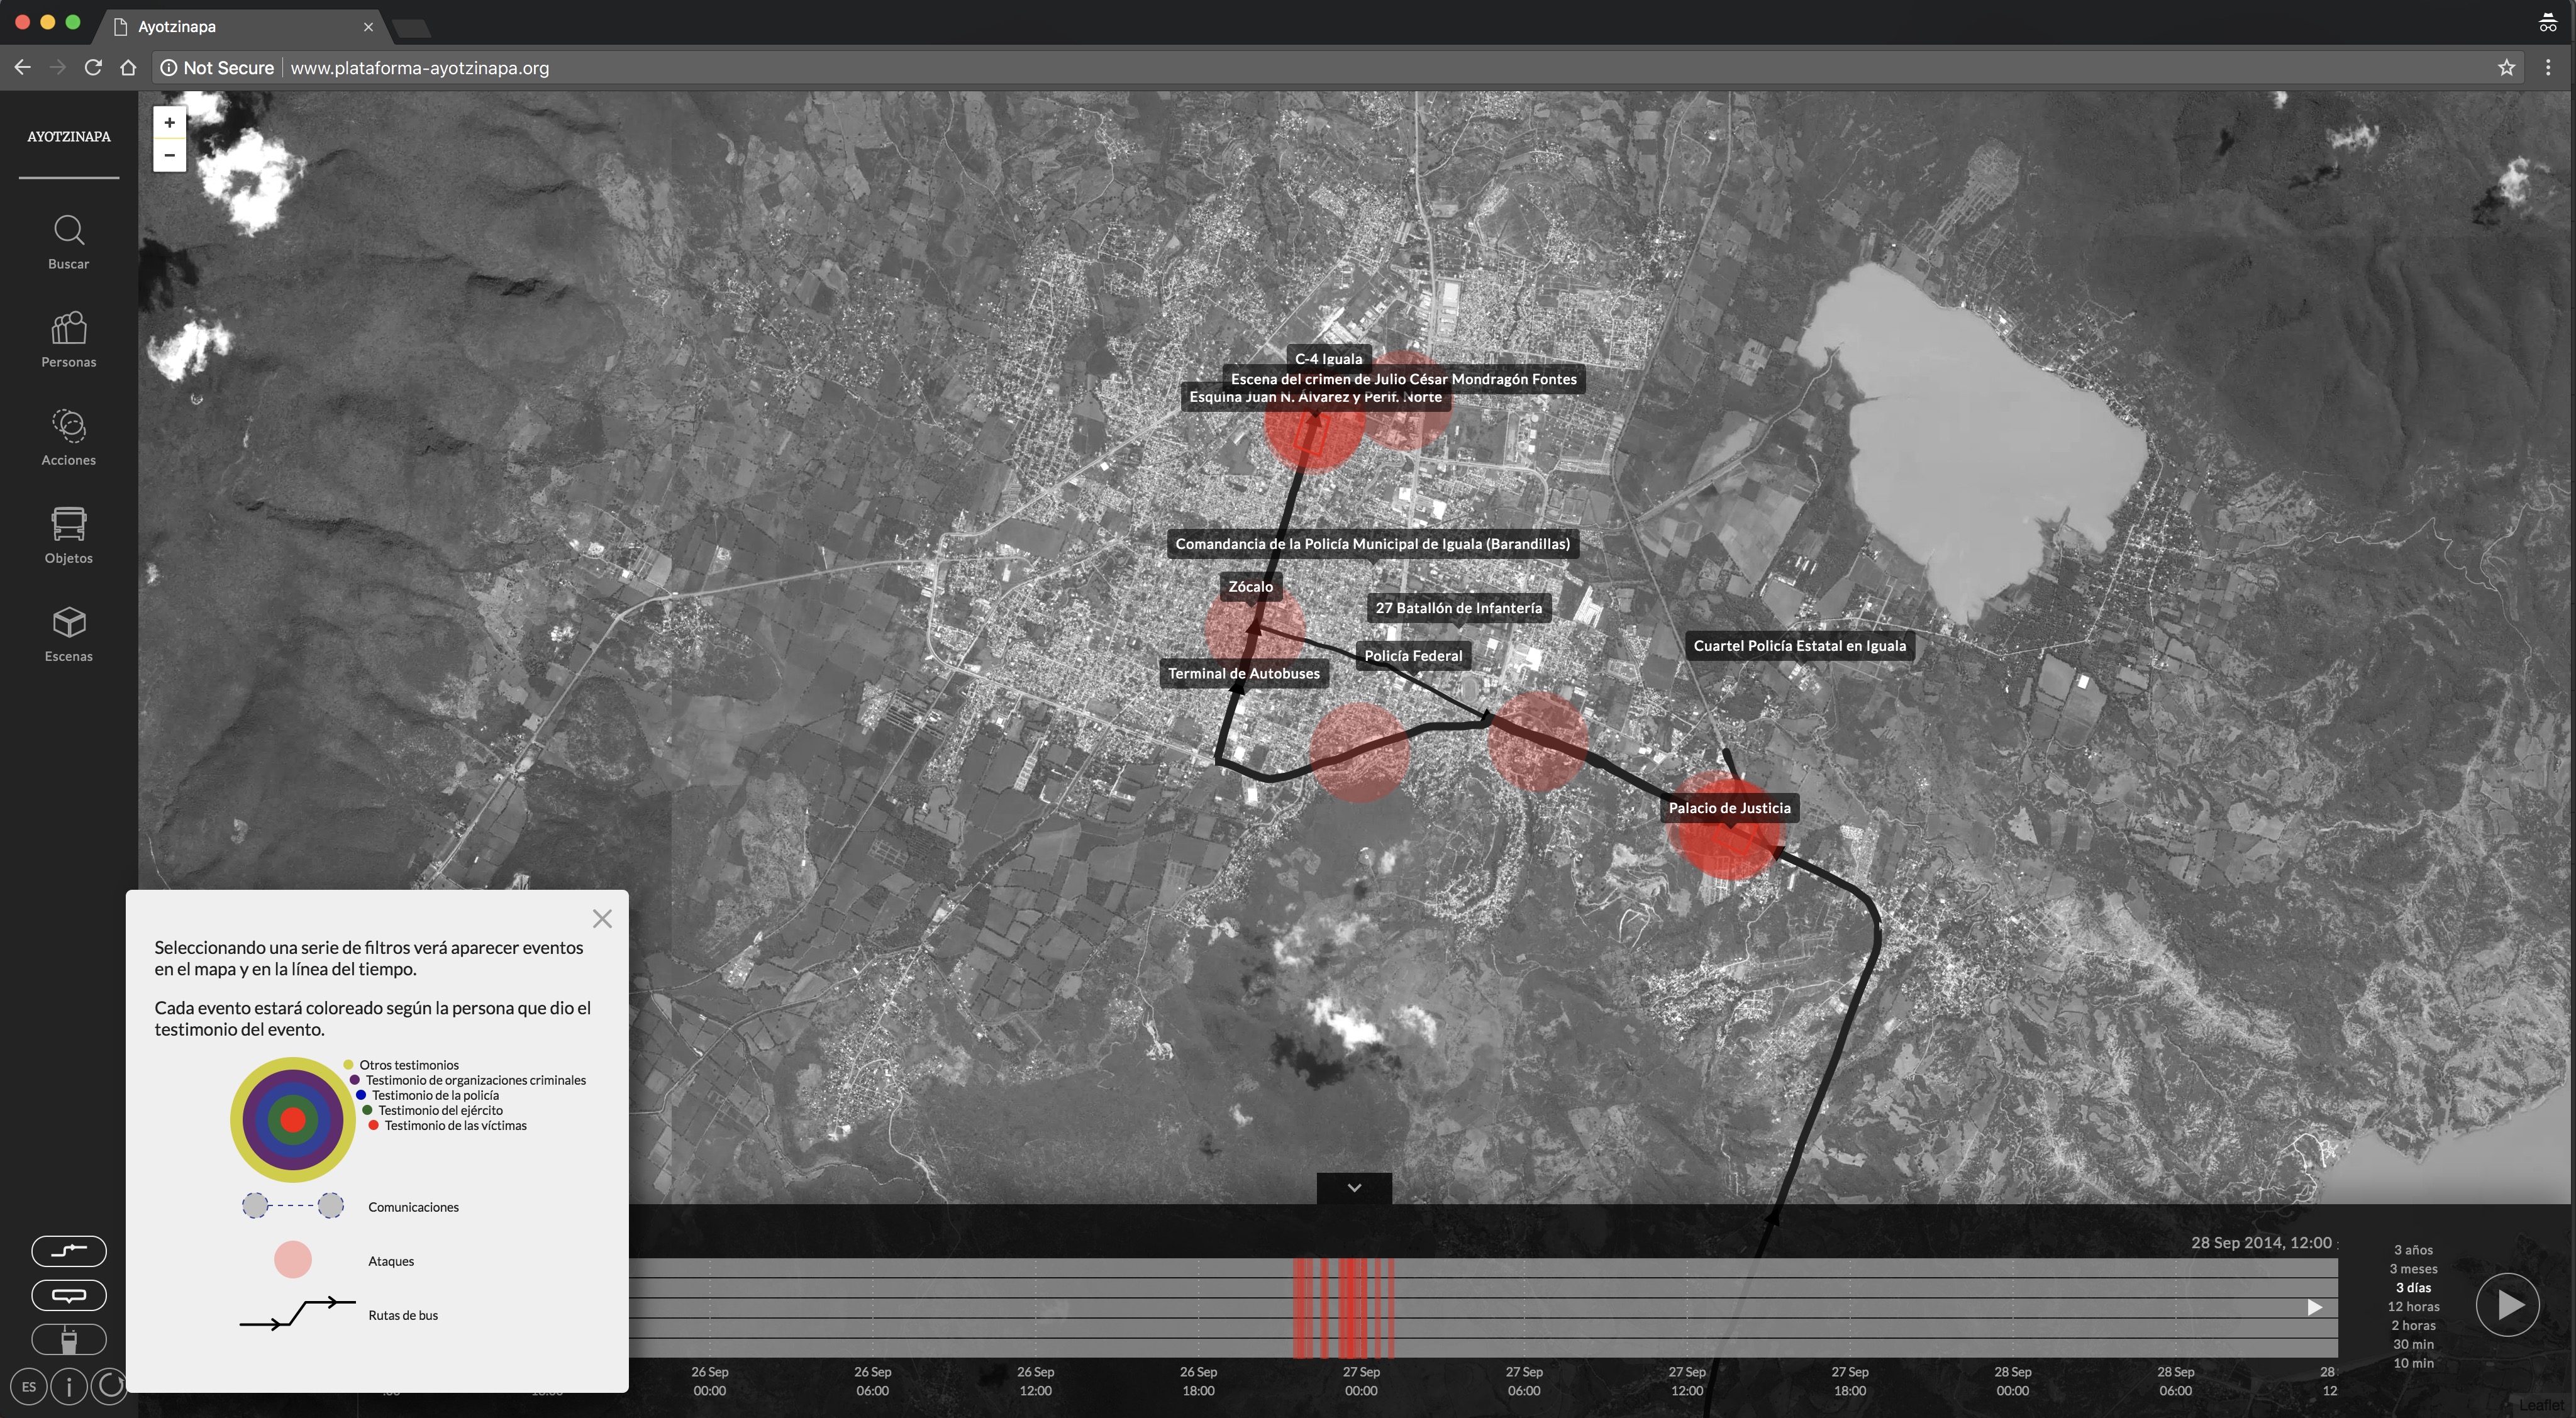 Ayotzinapa
Not Secure
www.plataforma-ayotzinapa.org
AYOTZINAPA
+
−
Buscar
Personas
Acciones
Objetos
Escenas
C-4 Iguala
Escena del crimen de Julio César Mondragón Fontes
Esquina Juan N. Álvarez y Perif. Norte
Comandancia de la Policía Municipal de Iguala (Barandillas)
Zócalo
27 Batallón de Infantería
Cuartel Policía Estatal en Iguala
Policía Federal
Terminal de Autobuses
Palacio de Justicia
Seleccionando una serie de filtros verá aparecer eventos
en el mapa y en la línea del tiempo.
Cada evento estará coloreado según la persona que dio el
testimonio del evento.
Otros testimonios
Testimonio de organizaciones criminales
Testimonio de la policía
Testimonio del ejército
Testimonio de las víctimas
Comunicaciones
Ataques
Rutas de bus
ES
i
28 Sep 2014, 12:00
3 años
3 meses
3 días
12 horas
2 horas
30 min
10 min
26 Sep
00:00
26 Sep
06:00
26 Sep
12:00
26 Sep
18:00
27 Sep
00:00
27 Sep
06:00
27 Sep
12:00
27 Sep
18:00
28 Sep
00:00
28 Sep
06:00
28
12
Leaflet